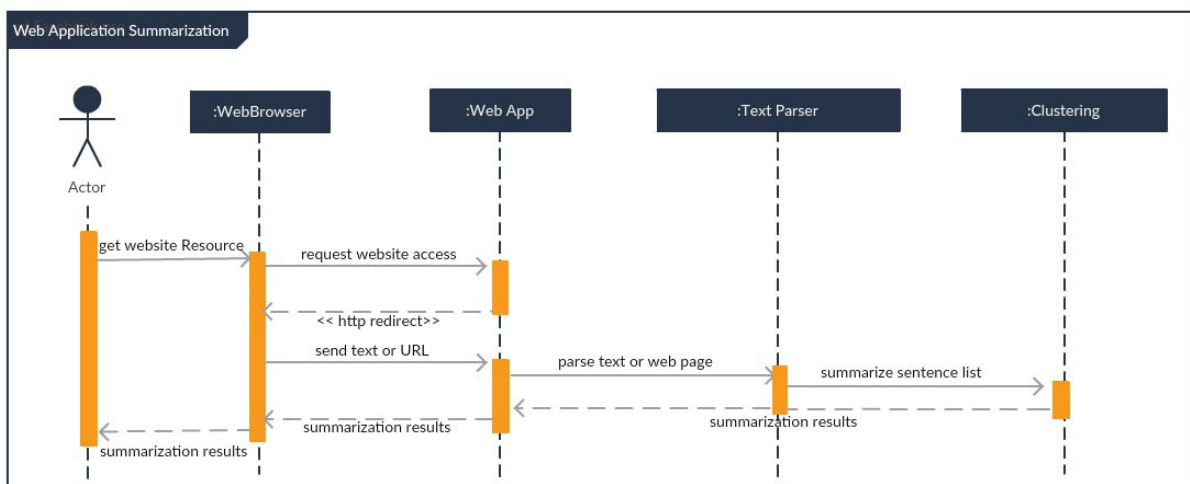 Web Application Summarization
:WebBrowser
:Web App
:Text Parser
:Clustering
Actor
get website Resource
request website access
<< http redirect>>
send text or URL
parse text or web page
summarize sentence list
summarization results
summarization results
summarization results